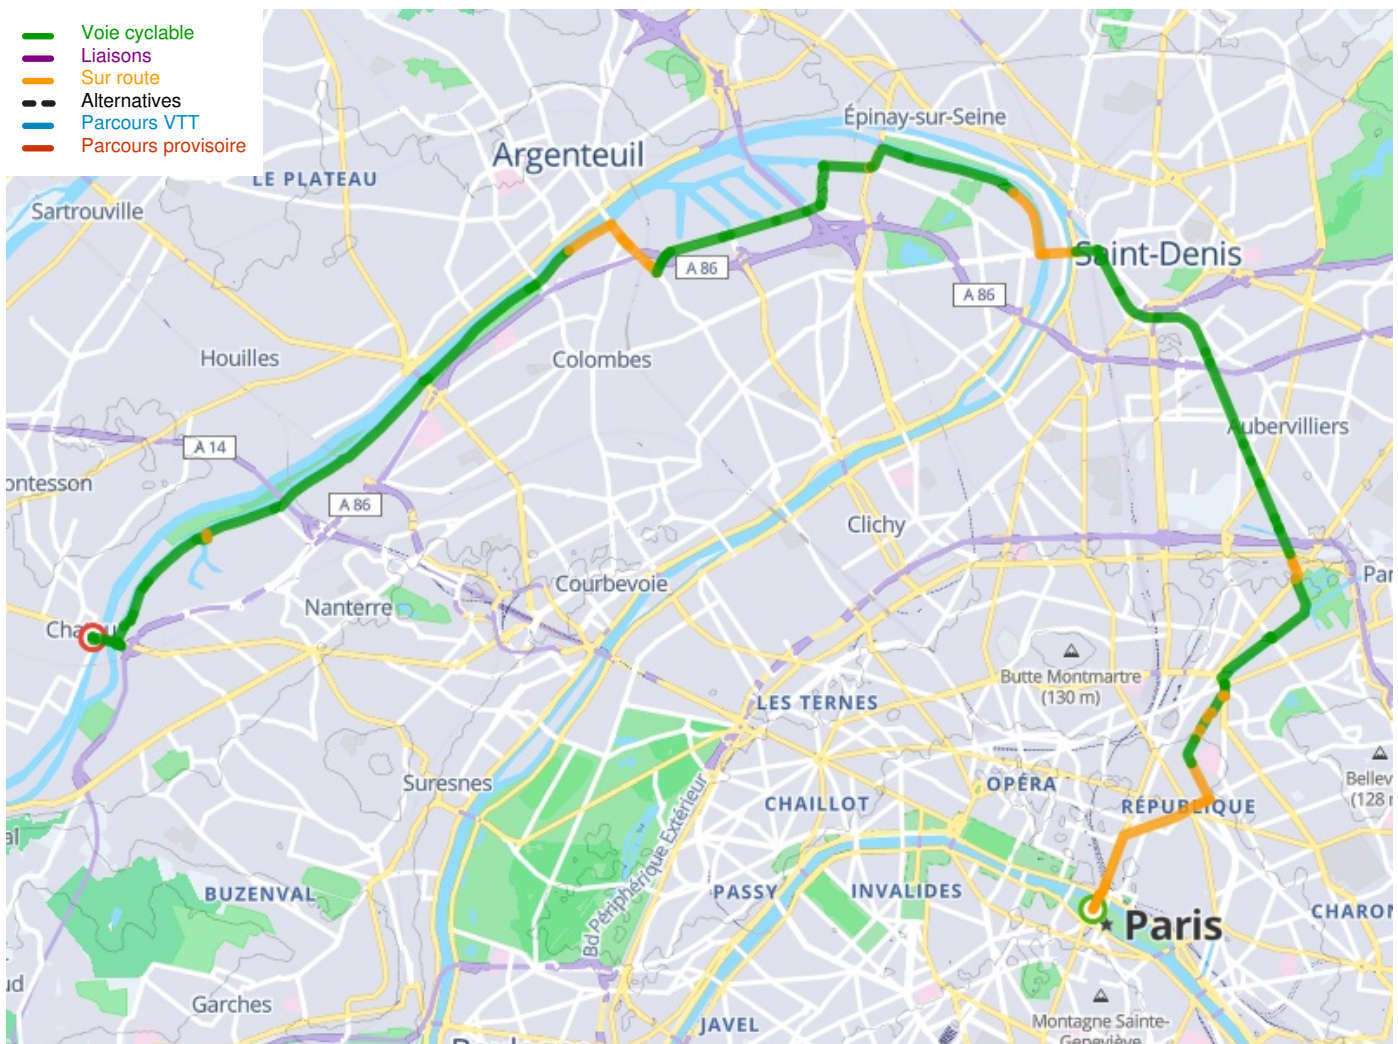 Voie cyclable
Liaisons
Sur route
Alternatives
Parcours VTT
Parcours provisoire
Épinay-sur-Seine
Argenteuil
LE PLATEAU
Sartrouville
Saint-Denis
A 86
A 86
Houilles
Colombes
Aubervilliers
A 14
ontesson
A 86
Clichy
Courbevoie
Par
Nanterre
Butte Montmartre
(130 m)
LES TERNES
Suresnes
OPÉRA
Bellev
(128 m
CHAILLOT
RÉPUBLIQUE
al
Bd Périphérique Extérieur
BUZENVAL
PASSY
INVALIDES
CHARON
Paris
ud
Garches
JAVEL
Montagne Sainte-
Geneviève